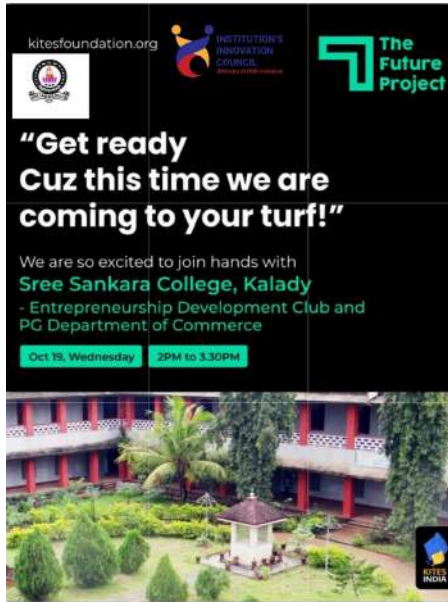 kitesfoundation.org
INSTITUTION'S
INNOVATION
COUNCIL
The
Future
Project
“Get ready
Cuz this time we are
coming to your turf!”
We are so excited to join hands with
Sree Sankara College, Kalady
- Entrepreneurship Development Club and
PG Department of Commerce
Oct 19, Wednesday
2PM to 3.30PM
KITES
INDIA